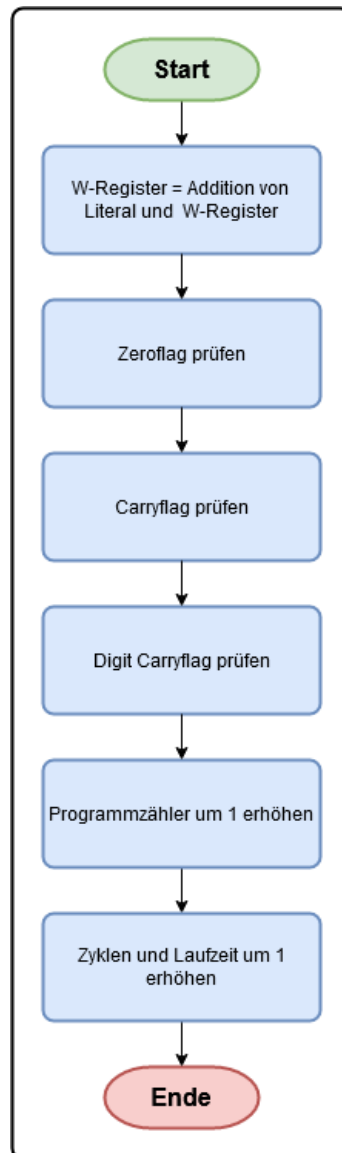 Start
W-Register = Addition von
Literal und W-Register
Zeroflag prüfen
Carryflag prüfen
Digit Carryflag prüfen
Programmzähler um 1 erhöhen
Zyklen und Laufzeit um 1
erhöhen
Ende